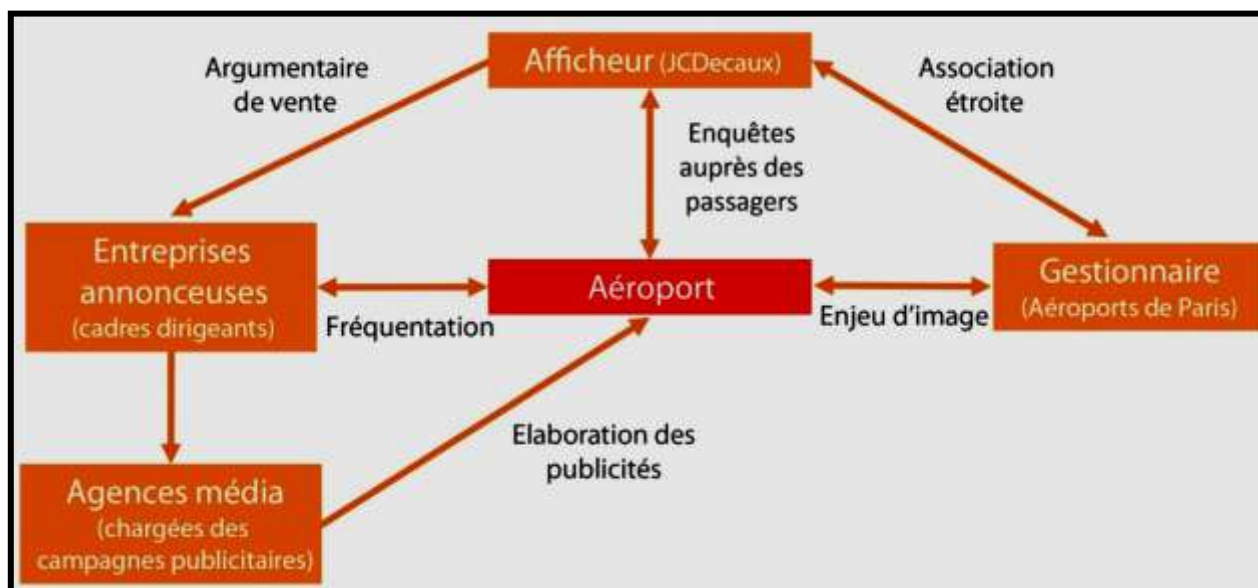 Afficheur (JCDecaux)
Argumentaire
de vente
Association
étroite
Enquêtes
auprès des
passagers
Entreprises
annonceuses
(cadres dirigeants)
Fréquentation
Aéroport
Enjeu d'image
Gestionnaire
(Aéroports de Paris)
Elaboration des
publicités
Agences média
(chargées des
campagnes publicitaires)